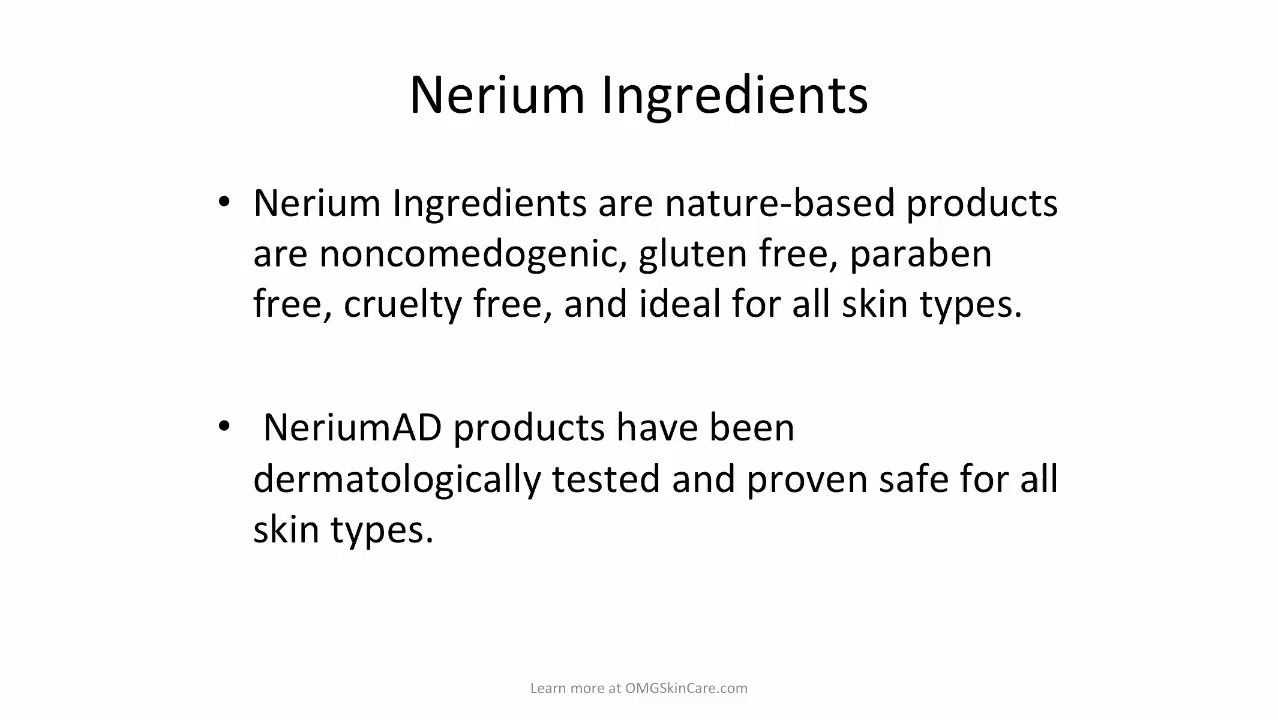 Nerium Ingredients
• Nerium Ingredients are nature-based products
are noncomedogenic, gluten free, paraben
free, cruelty free, and ideal for all skin types.
• NeriumAD products have been
dermatologically tested and proven safe for all
skin types.
Learn more at OMGSkinCare.com